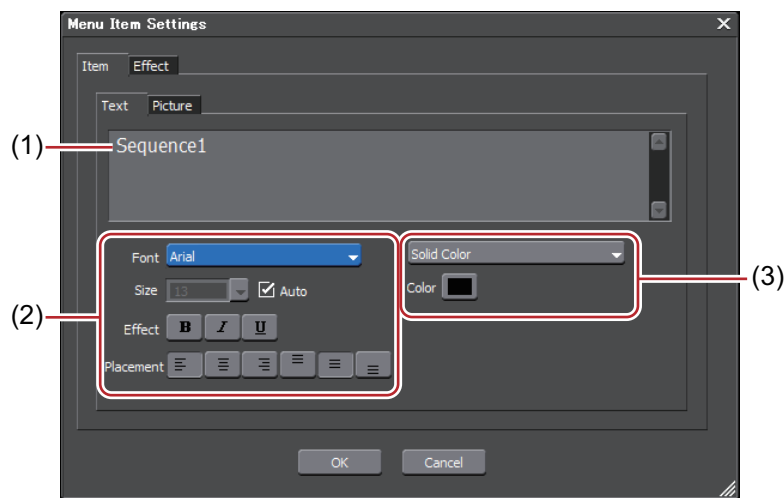 Menu Item Settings
Item Effect
Text Picture
(1)
Sequence1
(2)
Font Arial
Size 13 Auto
Effect B I U
Placement
Solid Color
Color
(3)
OK Cancel